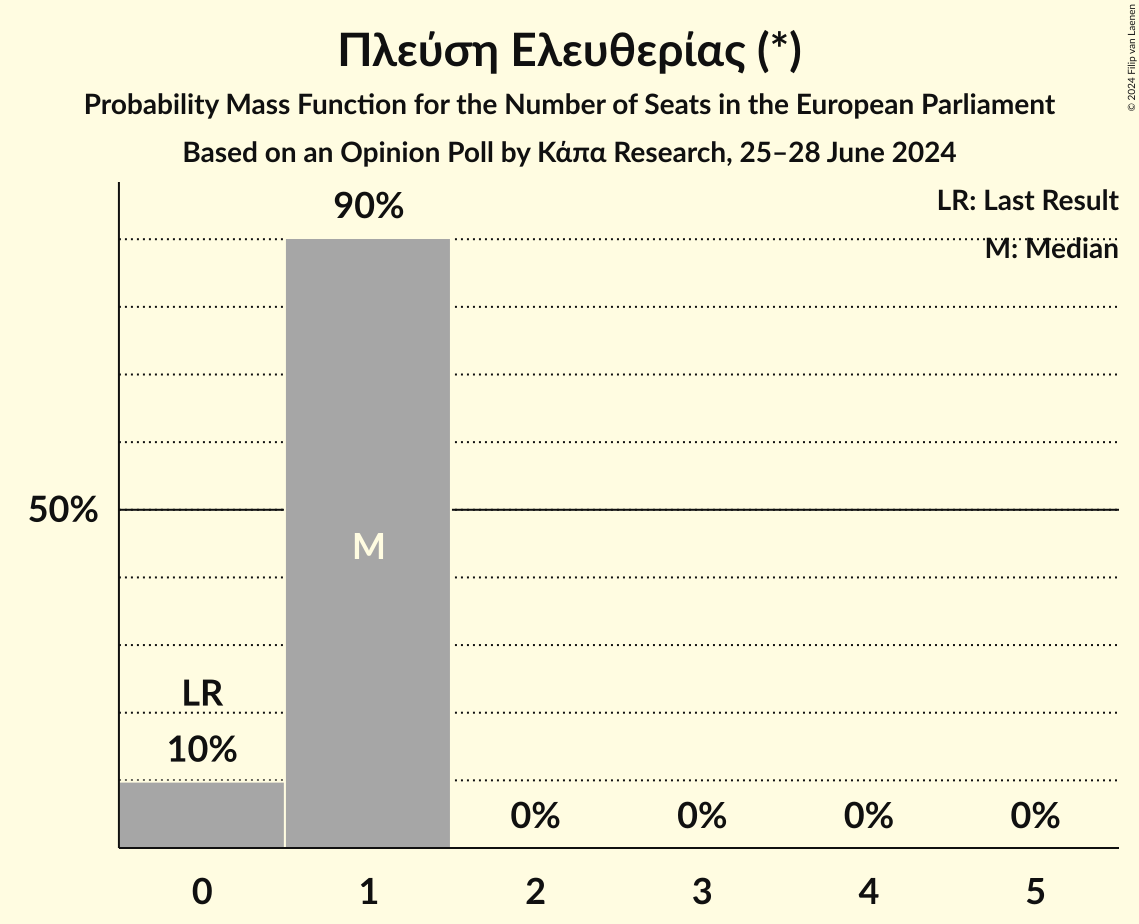 Πλεύση Ελευθερίας (*)
Probability Mass Function for the Number of Seats in the European Parliament
Based on an Opinion Poll by Κάπα Research, 25–28 June 2024
© 2024 Filip van Laenen
90%
LR: Last Result
M: Median
50%
M
LR
10%
0% 0% 0% 0%
0 1 2 3 4 5